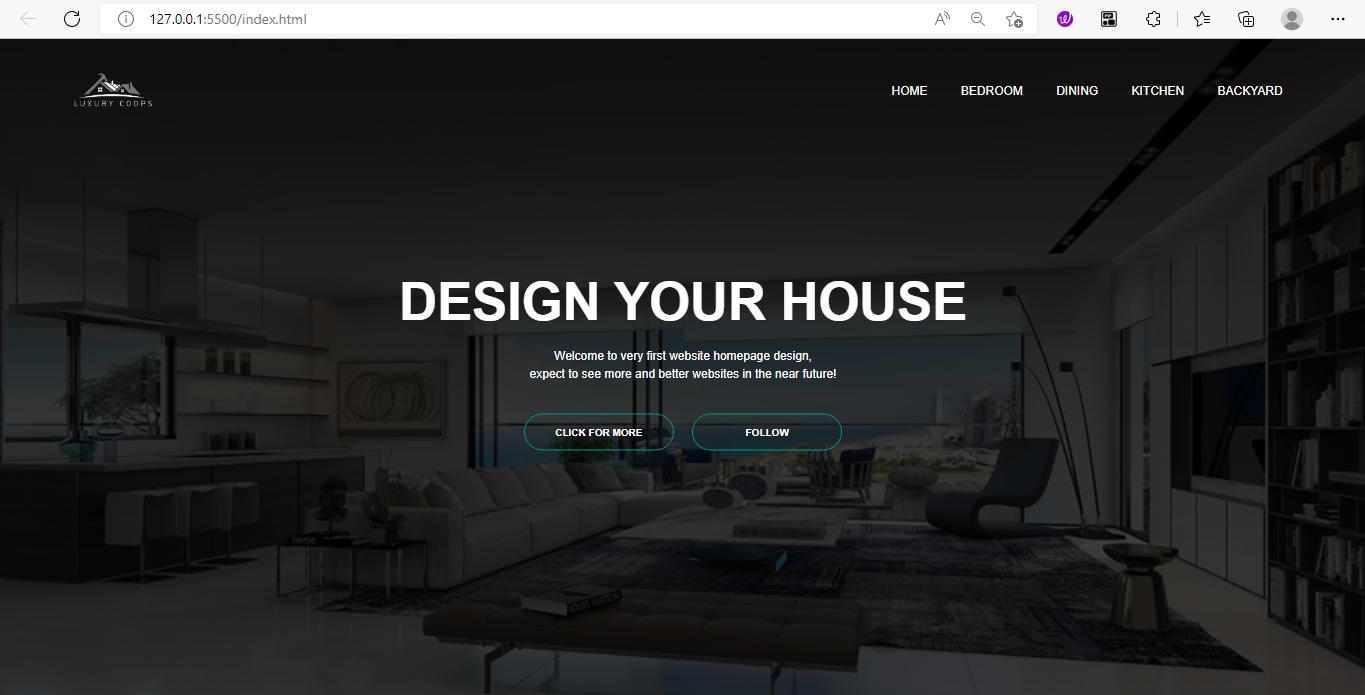 127.0.0.1:5500/index.html
LUXURY COOPS
HOME BEDROOM DINING KITCHEN BACKYARD
DESIGN YOUR HOUSE
Welcome to very first website homepage design,
expect to see more and better websites in the near future!
CLICK FOR MORE FOLLOW